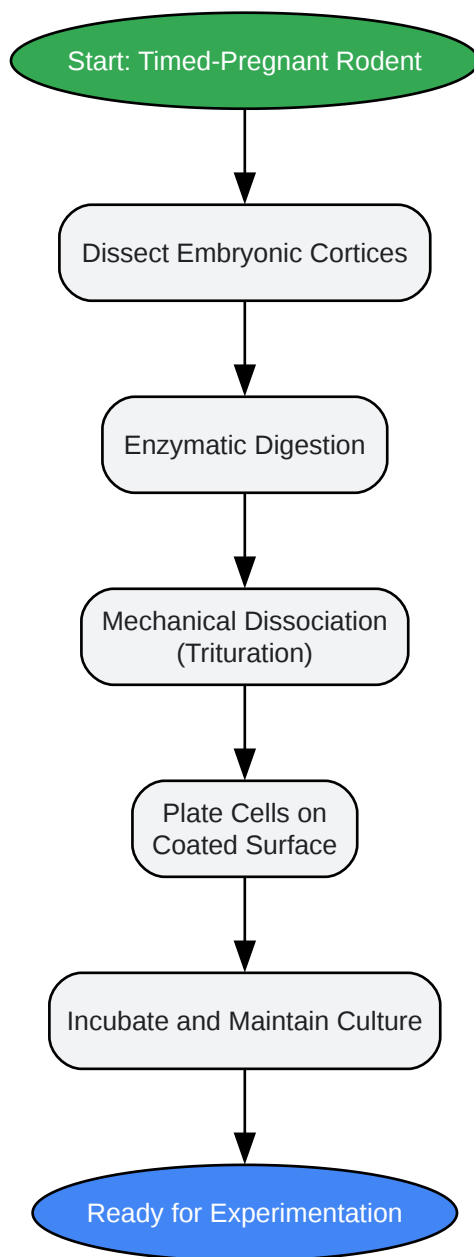 Start: Timed-Pregnant Rodent
Dissect Embryonic Cortices
Enzymatic Digestion
Mechanical Dissociation
(Trituration)
Plate Cells on
Coated Surface
Incubate and Maintain Culture
Ready for Experimentation